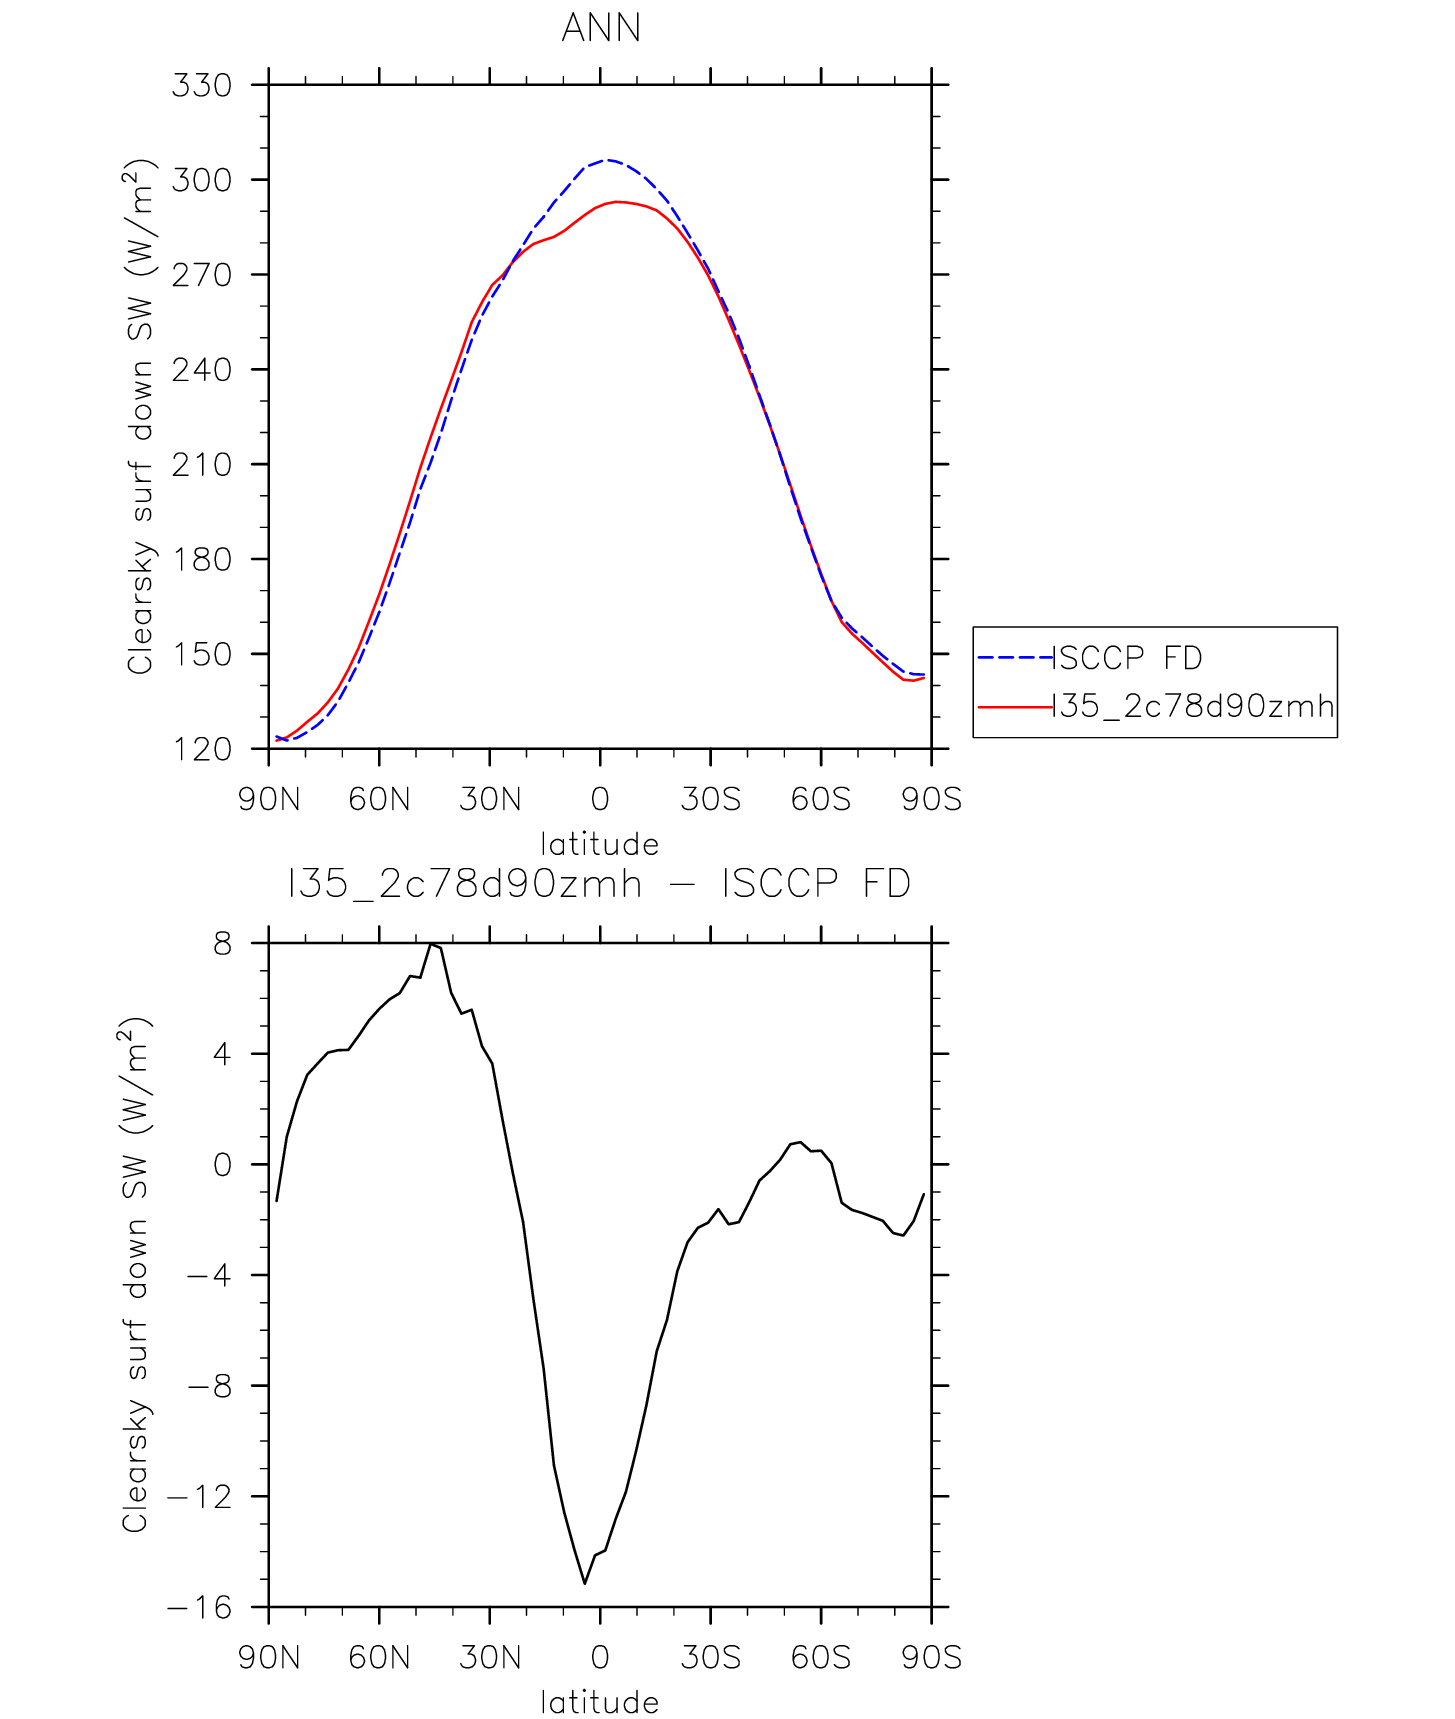 ANN
330
300
270
240
210
180
150
120
Clearsky surf down SW (W/m²)
90N 60N 30N 0 30S 60S 90S
latitude
ISCCP FD
I35_2c78d90zmh
I35_2c78d90zmh − ISCCP FD
8
4
0
−4
−8
−12
−16
Clearsky surf down SW (W/m²)
90N 60N 30N 0 30S 60S 90S
latitude